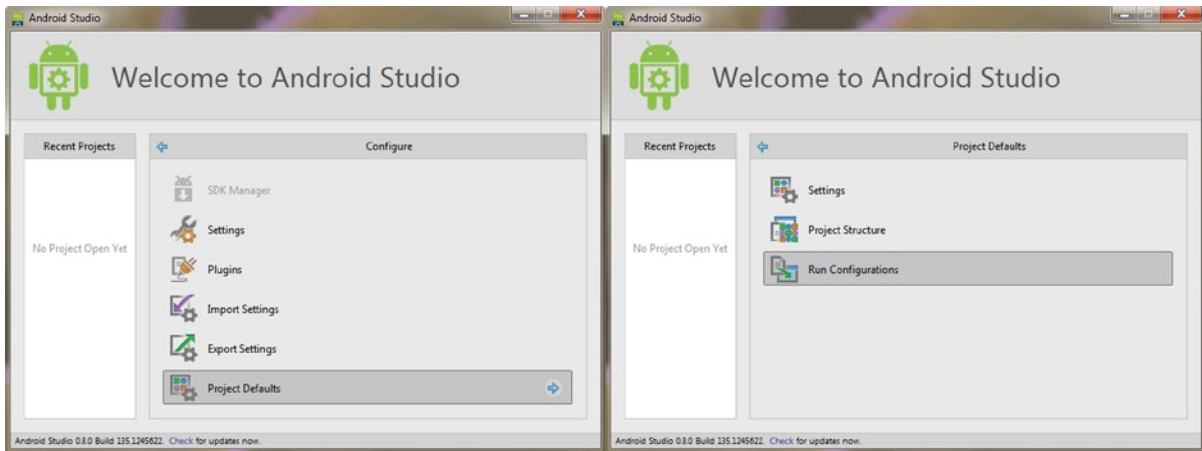 Android Studio
Welcome to Android Studio
Recent Projects
No Project Open Yet
Configure
SDK Manager
Settings
Plugins
Import Settings
Export Settings
Project Defaults
Android Studio 0.8.0 Build 135.1245622. Check for updates now.
Android Studio
Welcome to Android Studio
Recent Projects
No Project Open Yet
Project Defaults
Settings
Project Structure
Run Configurations
Android Studio 0.8.0 Build 135.1245622. Check for updates now.